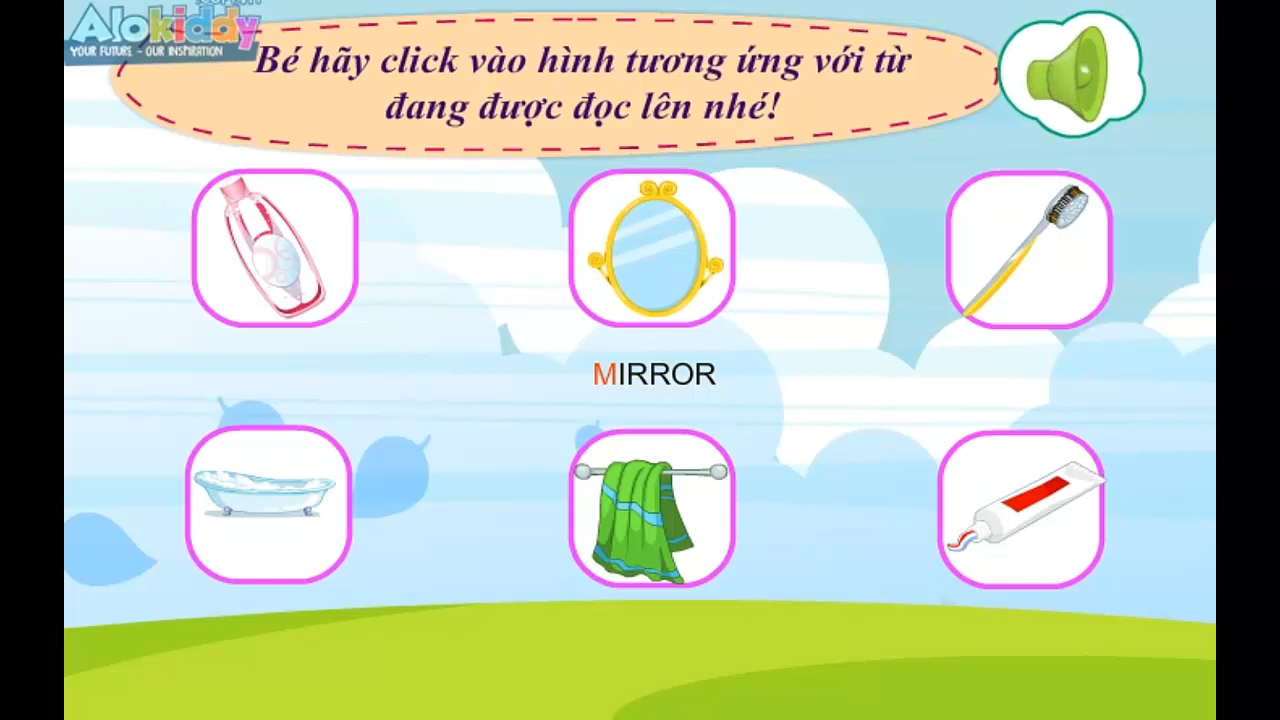 Alokiddy
YOUR FUTURE - OUR INSPIRATION
Bé hãy click vào hình tương ứng với từ
đang được đọc lên nhé!
MIRROR